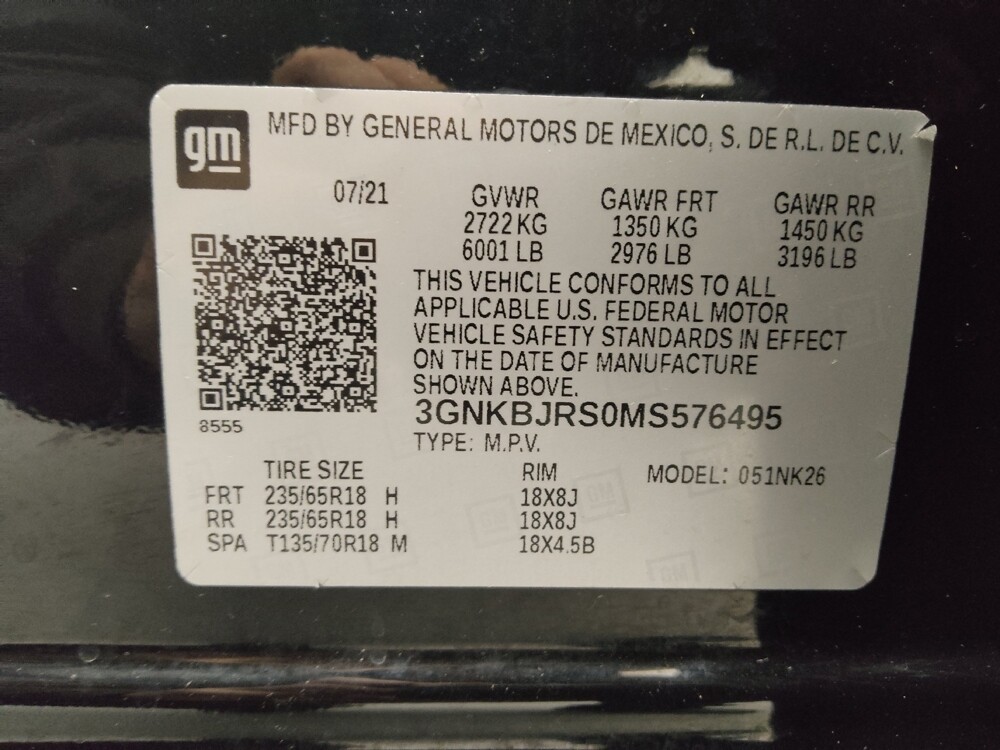 gm
MFD BY GENERAL MOTORS DE MEXICO, S. DE R.L. DE C.V.
07/21 GVWR GAWR FRT GAWR RR
2722 KG 1350 KG 1450 KG
6001 LB 2976 LB 3196 LB
THIS VEHICLE CONFORMS TO ALL
APPLICABLE U.S. FEDERAL MOTOR
VEHICLE SAFETY STANDARDS IN EFFECT
ON THE DATE OF MANUFACTURE
SHOWN ABOVE.
3GNKBJRS0MS576495
8555
TYPE: M.P.V.
TIRE SIZE RIM MODEL: 051NK26
FRT 235/65R18 H 18X8J
RR 235/65R18 H 18X8J
SPA T135/70R18 M 18X4.5B
GM
GM
GM